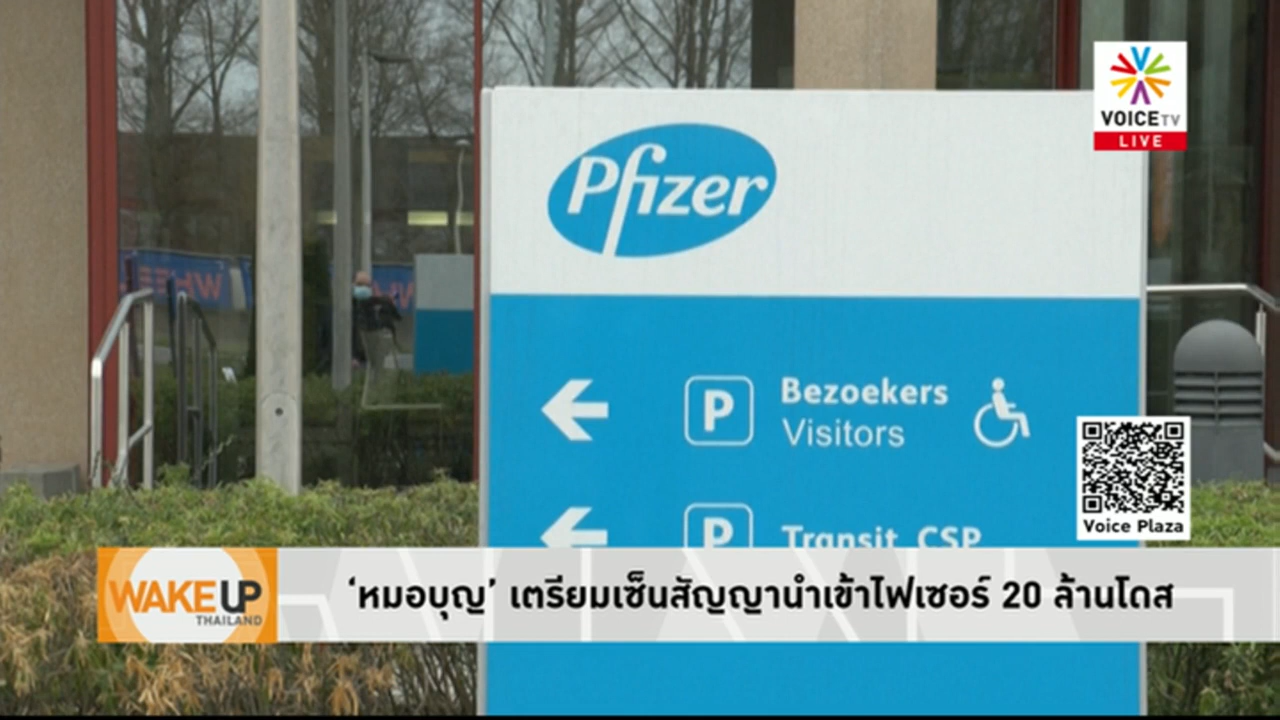 VOICE TV
LIVE
Pfizer
P Bezoekers
Visitors
P Transit CSP
Voice Plaza
WAKE UP
THAILAND
‘หมอบุญ’ เตรียมเซ็นสัญญานำเข้าไฟเซอร์ 20 ล้านโดส